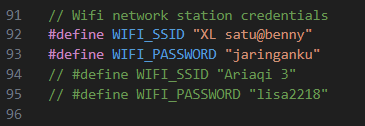 91 // Wifi network station credentials
92 #define WIFI_SSID "XL satu@benny"
93 #define WIFI_PASSWORD "jaringanku"
94 // #define WIFI_SSID "Ariaqi 3"
95 // #define WIFI_PASSWORD "lisa2218"
96